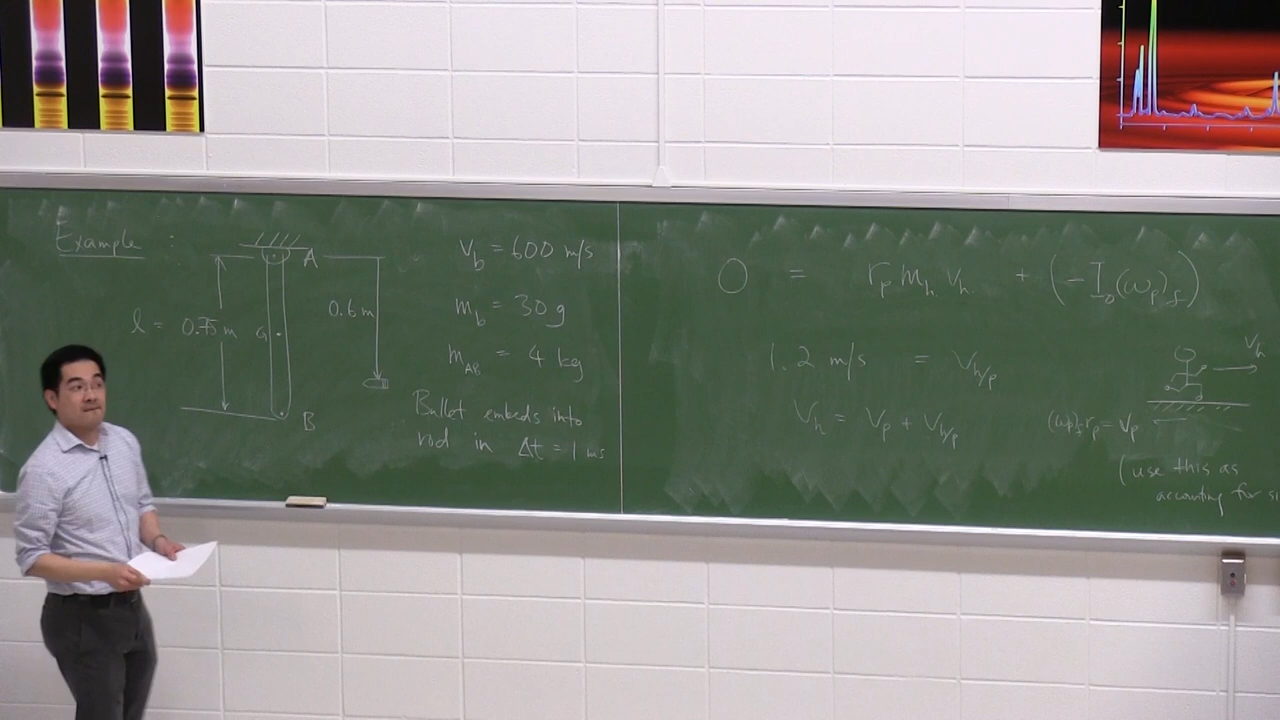 Example :
A
l = 0.75 m
G
0.6 m
B
V_b = 600 m/s
m_b = 30 g
m_AB = 4 kg
Bullet embeds into
rod in Δt = 1 ms
0 = r_p m_h V_h + (-I_0 (ω_p)_f)
1.2 m/s = V_h/p
V_h = V_p + V_h/p
(ω_p)_f r_p = V_p
V_h
(use this as
accounting for